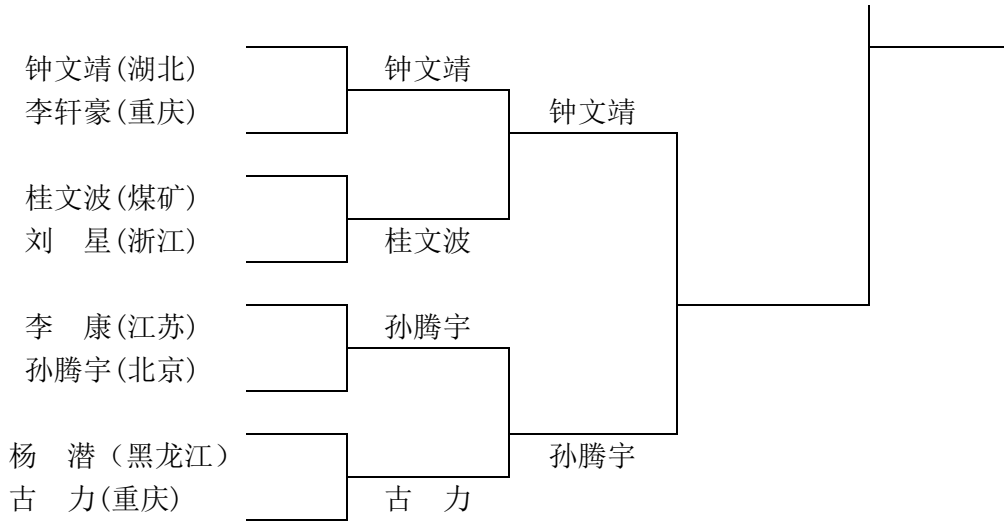 钟文靖(湖北)
李轩豪(重庆)
钟文靖
钟文靖
桂文波(煤矿)
刘　星(浙江)
桂文波
李　康(江苏)
孙腾宇(北京)
孙腾宇
孙腾宇
杨　潜（黑龙江）
古　力(重庆)
古　力